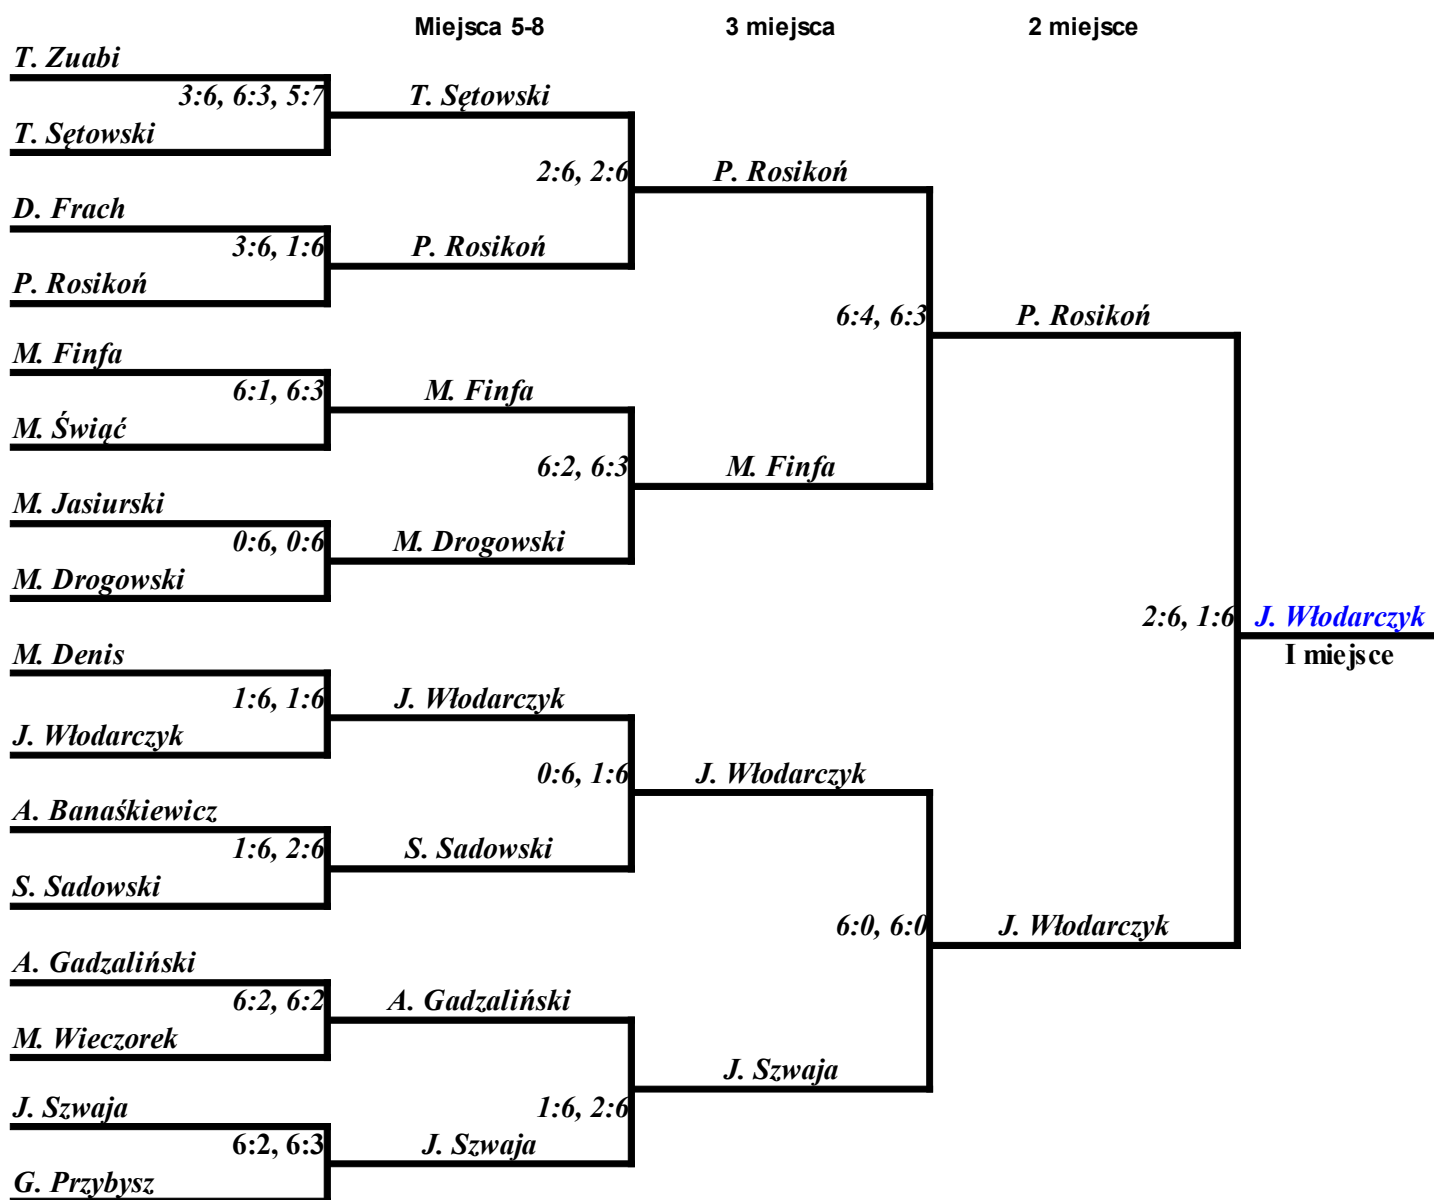 Miejsca 5-8 3 miejsca 2 miejsce
T. Zuabi
3:6, 6:3, 5:7 T. Sętowski
T. Sętowski
2:6, 2:6 P. Rosikoń
D. Frach
3:6, 1:6 P. Rosikoń
P. Rosikoń
6:4, 6:3 P. Rosikoń
M. Finfa
6:1, 6:3 M. Finfa
M. Świąć
6:2, 6:3 M. Finfa
M. Jasiurski
0:6, 0:6 M. Drogowski
M. Drogowski
2:6, 1:6 J. Włodarczyk
M. Denis I miejsce
1:6, 1:6 J. Włodarczyk
J. Włodarczyk
0:6, 1:6 J. Włodarczyk
A. Banaśkiewicz
1:6, 2:6 S. Sadowski
S. Sadowski
6:0, 6:0 J. Włodarczyk
A. Gadzaliński
6:2, 6:2 A. Gadzaliński
M. Wieczorek
J. Szwaja
J. Szwaja 1:6, 2:6
6:2, 6:3 J. Szwaja
G. Przybysz